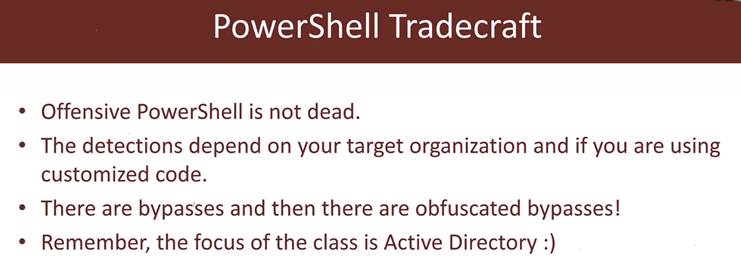 PowerShell Tradecraft
• Offensive PowerShell is not dead.
• The detections depend on your target organization and if you are using
customized code.
• There are bypasses and then there are obfuscated bypasses!
• Remember, the focus of the class is Active Directory :)